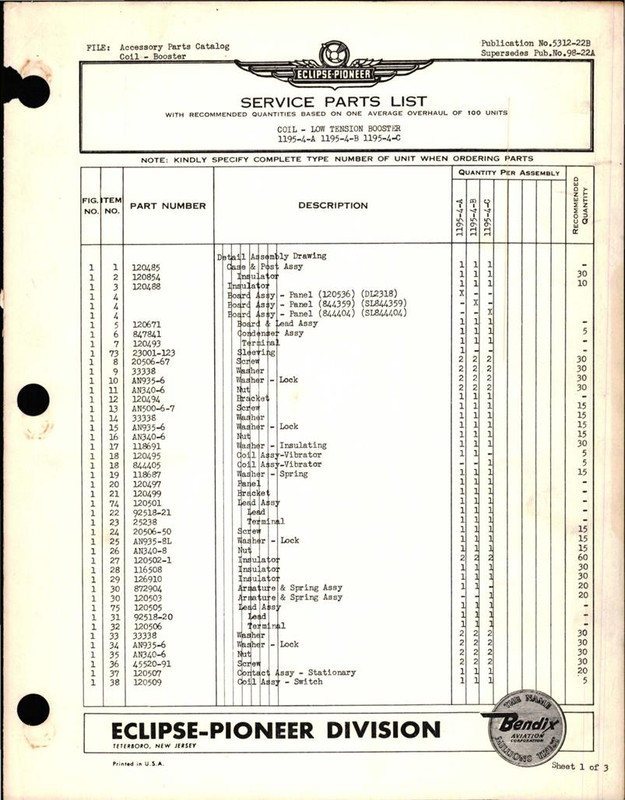 FILE: Accessory Parts Catalog
Coil - Booster
Publication No.5312-22B
Supersedes Pub.No.98-22A
ECLIPSE-PIONEER
SERVICE PARTS LIST
WITH RECOMMENDED QUANTITIES BASED ON ONE AVERAGE OVERHAUL OF 100 UNITS
COIL - LOW TENSION BOOSTER
1195-4-A 1195-4-B 1195-4-C
NOTE: KINDLY SPECIFY COMPLETE TYPE NUMBER OF UNIT WHEN ORDERING PARTS
FIG. NO. ITEM NO. PART NUMBER DESCRIPTION QUANTITY PER ASSEMBLY RECOMMENDED QUANTITY
1195-4-A 1195-4-B 1195-4-C
Detail Assembly Drawing
1 1 120485 Case & Post Assy 1 1 1 -
1 2 120854 Insulator 1 1 1 30
1 3 120488 Insulator 1 1 1 10
1 4 Board Assy - Panel (120536) (DL2318) X - - -
1 4 Board Assy - Panel (844359) (SL844359) - X - -
1 4 Board Assy - Panel (844404) (SL844404) - - X -
1 5 120671 Board & Lead Assy 1 1 1 -
1 6 847841 Condenser Assy 1 1 1 5
1 7 120493 Terminal 1 1 1 -
1 73 23001-123 Sleeving 1 - - -
1 8 20506-67 Screw 2 2 2 30
1 9 33338 Washer 2 2 2 30
1 10 AN935-6 Washer - Lock 2 2 2 30
1 11 AN340-6 Nut 2 2 2 30
1 12 120494 Bracket 1 1 1 -
1 13 AN500-6-7 Screw 1 1 1 15
1 14 33338 Washer 1 1 1 15
1 15 AN935-6 Washer - Lock 1 1 1 15
1 16 AN340-6 Nut 1 1 1 15
1 17 118691 Washer - Insulating 1 1 1 30
1 18 120495 Coil Assy-Vibrator 1 1 - 5
1 18 844405 Coil Assy-Vibrator - - 1 5
1 19 118687 Washer - Spring 1 1 1 15
1 20 120497 Panel 1 1 1 -
1 21 120499 Bracket 1 1 1 -
1 74 120501 Lead Assy 1 1 1 -
1 22 92518-21 Lead 1 1 1 -
1 23 25238 Terminal 1 1 1 -
1 24 20506-50 Screw 1 1 1 15
1 25 AN935-8L Washer - Lock 1 1 1 15
1 26 AN340-8 Nut 1 1 1 15
1 27 120502-1 Insulator 2 2 2 60
1 28 116508 Insulator 1 1 1 30
1 29 126910 Insulator 1 1 1 30
1 30 872904 Armature & Spring Assy 1 1 - 20
1 30 120503 Armature & Spring Assy - - 1 20
1 75 120505 Lead Assy 1 1 1 -
1 31 92518-20 Lead 1 1 1 -
1 32 120506 Terminal 1 1 1 -
1 33 33338 Washer 2 2 2 30
1 34 AN935-6 Washer - Lock 2 2 2 30
1 35 AN340-6 Nut 2 2 2 30
1 36 45520-91 Screw 2 2 2 30
1 37 120507 Contact Assy - Stationary 1 1 1 20
1 38 120509 Coil Assy - Switch 1 1 1 5
ECLIPSE-PIONEER DIVISION
TETERBORO, NEW JERSEY
THE NAME
Bendix
AVIATION
CORPORATION
MILLIONS TRUST
Printed in U.S.A.
Sheet 1 of 3